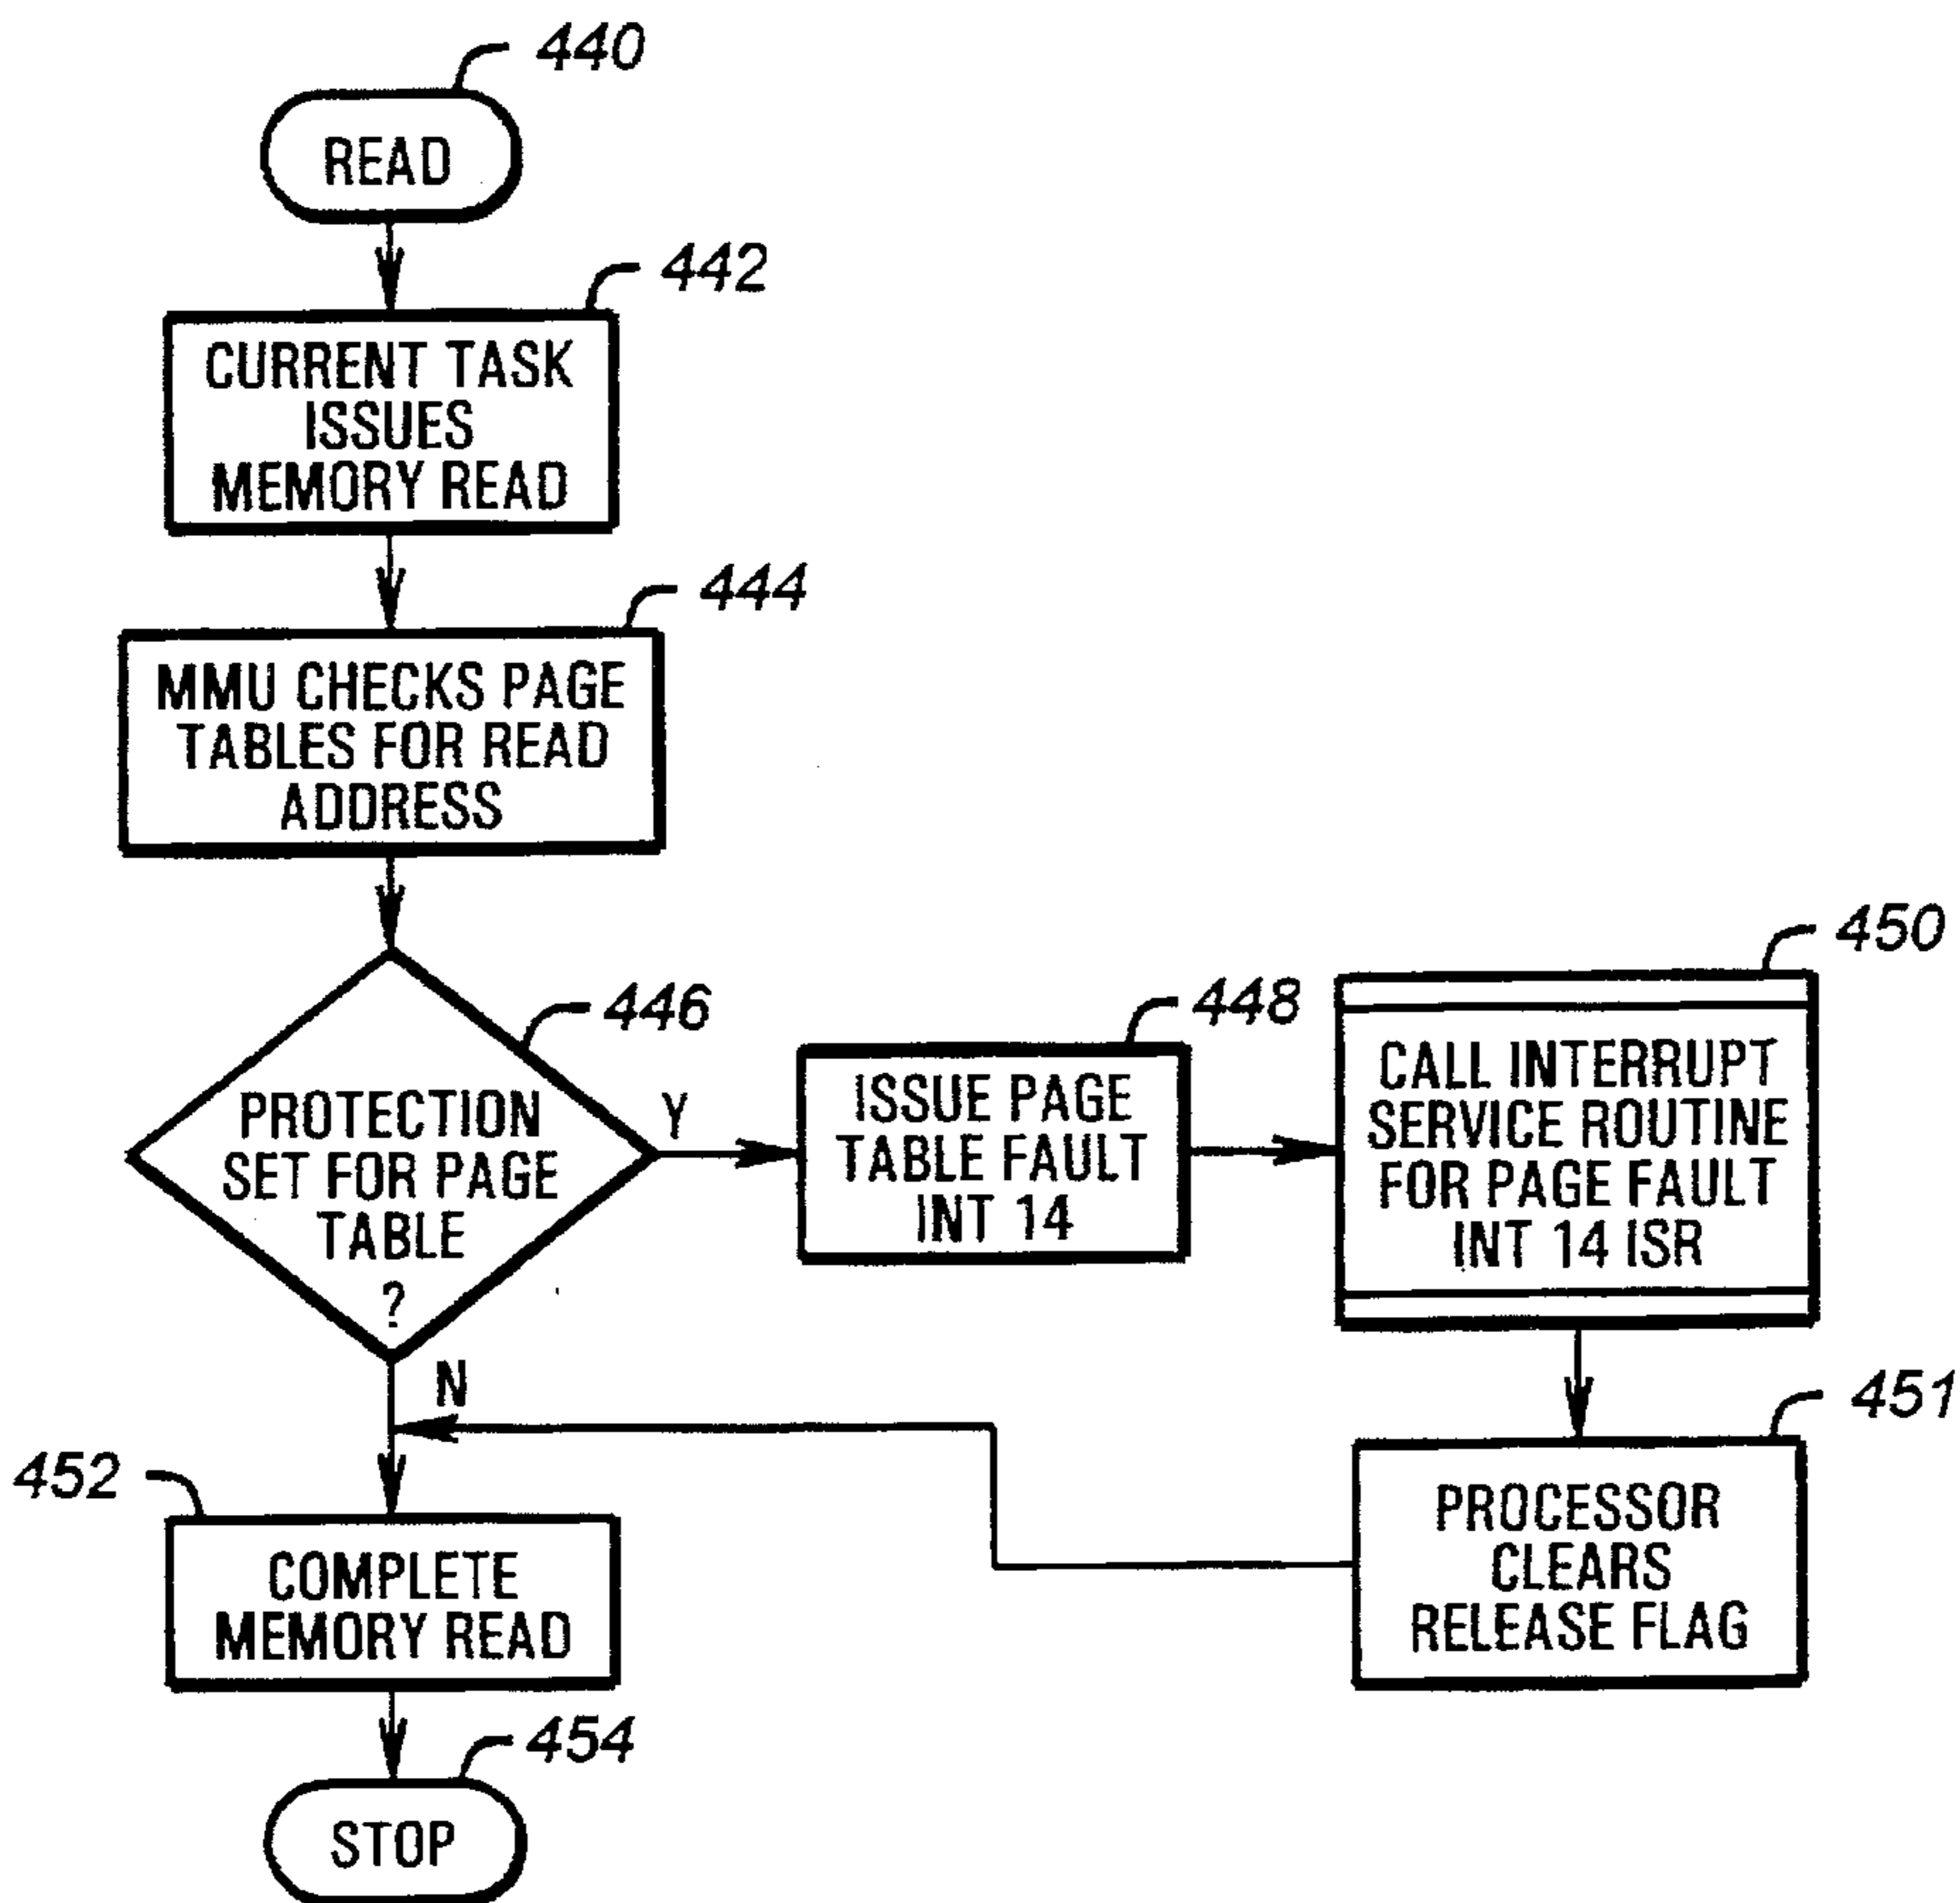 440
READ
442
CURRENT TASK
ISSUES
MEMORY READ
444
MMU CHECKS PAGE
TABLES FOR READ
ADDRESS
446
PROTECTION
SET FOR PAGE
TABLE
?
Y
N
448
ISSUE PAGE
TABLE FAULT
INT 14
450
CALL INTERRUPT
SERVICE ROUTINE
FOR PAGE FAULT
INT 14 ISR
451
PROCESSOR
CLEARS
RELEASE FLAG
452
COMPLETE
MEMORY READ
454
STOP